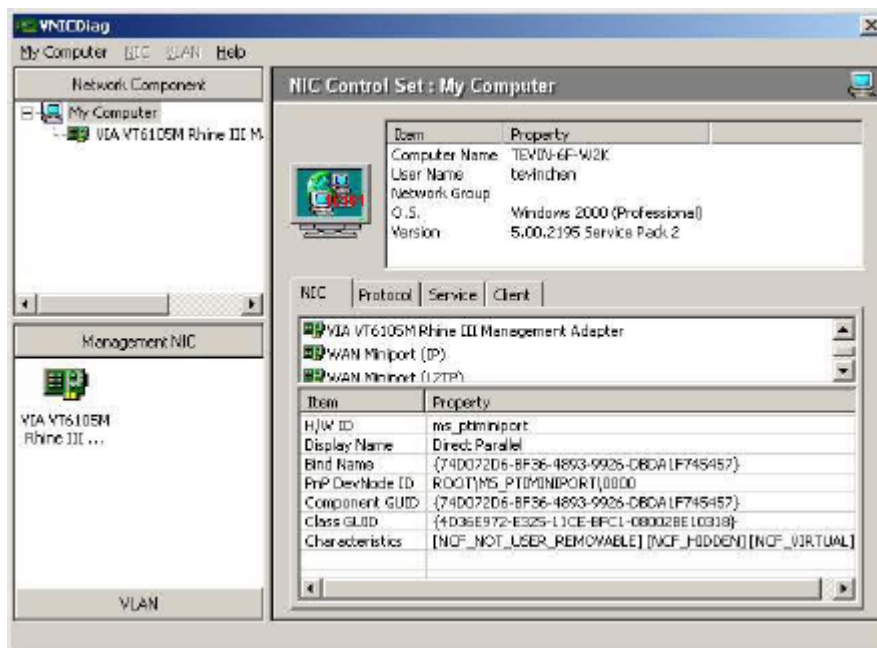 VNICDiag
My Computer NIC VLAN Help
Network Component
My Computer
VIA VT6105M Rhine III M
Management NIC
VIA VT6105M
Rhine III ...
VLAN
NIC Control Set : My Computer
Item Property
Computer Name TEVIN-6F-W2K
User Name tevinchen
Network Group
O.S. Windows 2000 (Professional)
Version 5.00.2195 Service Pack 2
NIC Protocol Service Client
VIA VT6105M Rhine III Management Adapter
WAN Miniport (IP)
WAN Miniport (L2TP)
Item Property
H/W ID ms_ptiminiport
Display Name Direct Parallel
Bind Name {74D072D6-8F36-4893-9926-DBDA1F745457}
PnP DevNode ID ROOT\MS_PTIMINIPORT\0000
Component GUID {74D072D6-8F36-4893-9926-DBDA1F745457}
Class GUID {4D36E972-E325-11CE-BFC1-08002BE10318}
Characteristics [NCF_NOT_USER_REMOVABLE] [NCF_HIDDEN] [NCF_VIRTUAL]